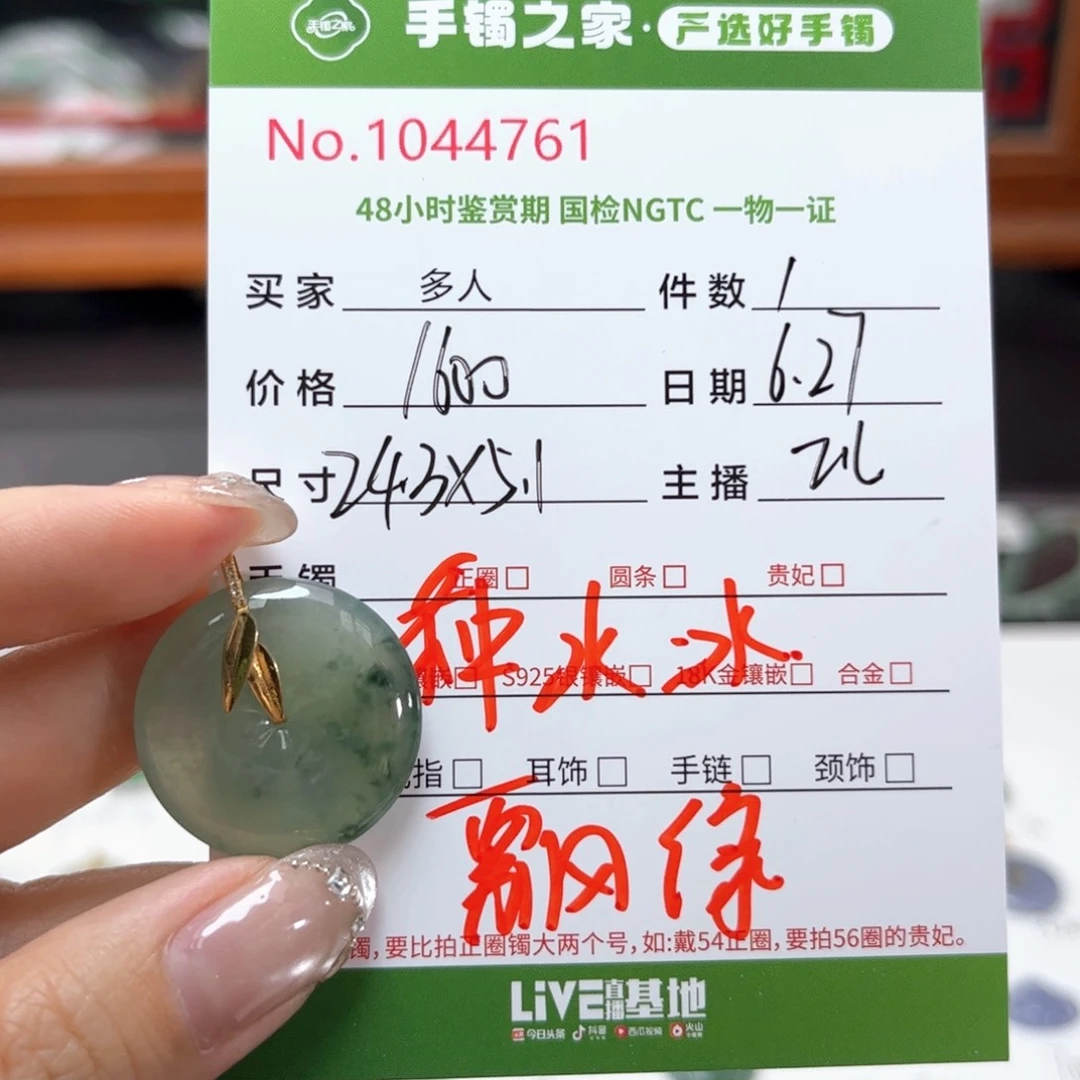 手镯之家
手镯之家·严选好手镯
No.1044761
48小时鉴赏期 国检NGTC 一物一证
买家 多人 件数 1
价格 1600 日期 6.27
尺寸 24.3X5.1 主播
手镯 正圈□ 圆条□ 贵妃□
种水冰
镶嵌□ S925银镶嵌□ 18K金镶嵌□ 合金□
指□ 耳饰□ 手链□ 颈饰□
飘
镯,要比拍正圈镯大两个号,如:戴54正圈,要拍56圈的贵妃。
LiVE直播基地
今日头条 抖音 西瓜视频 火山